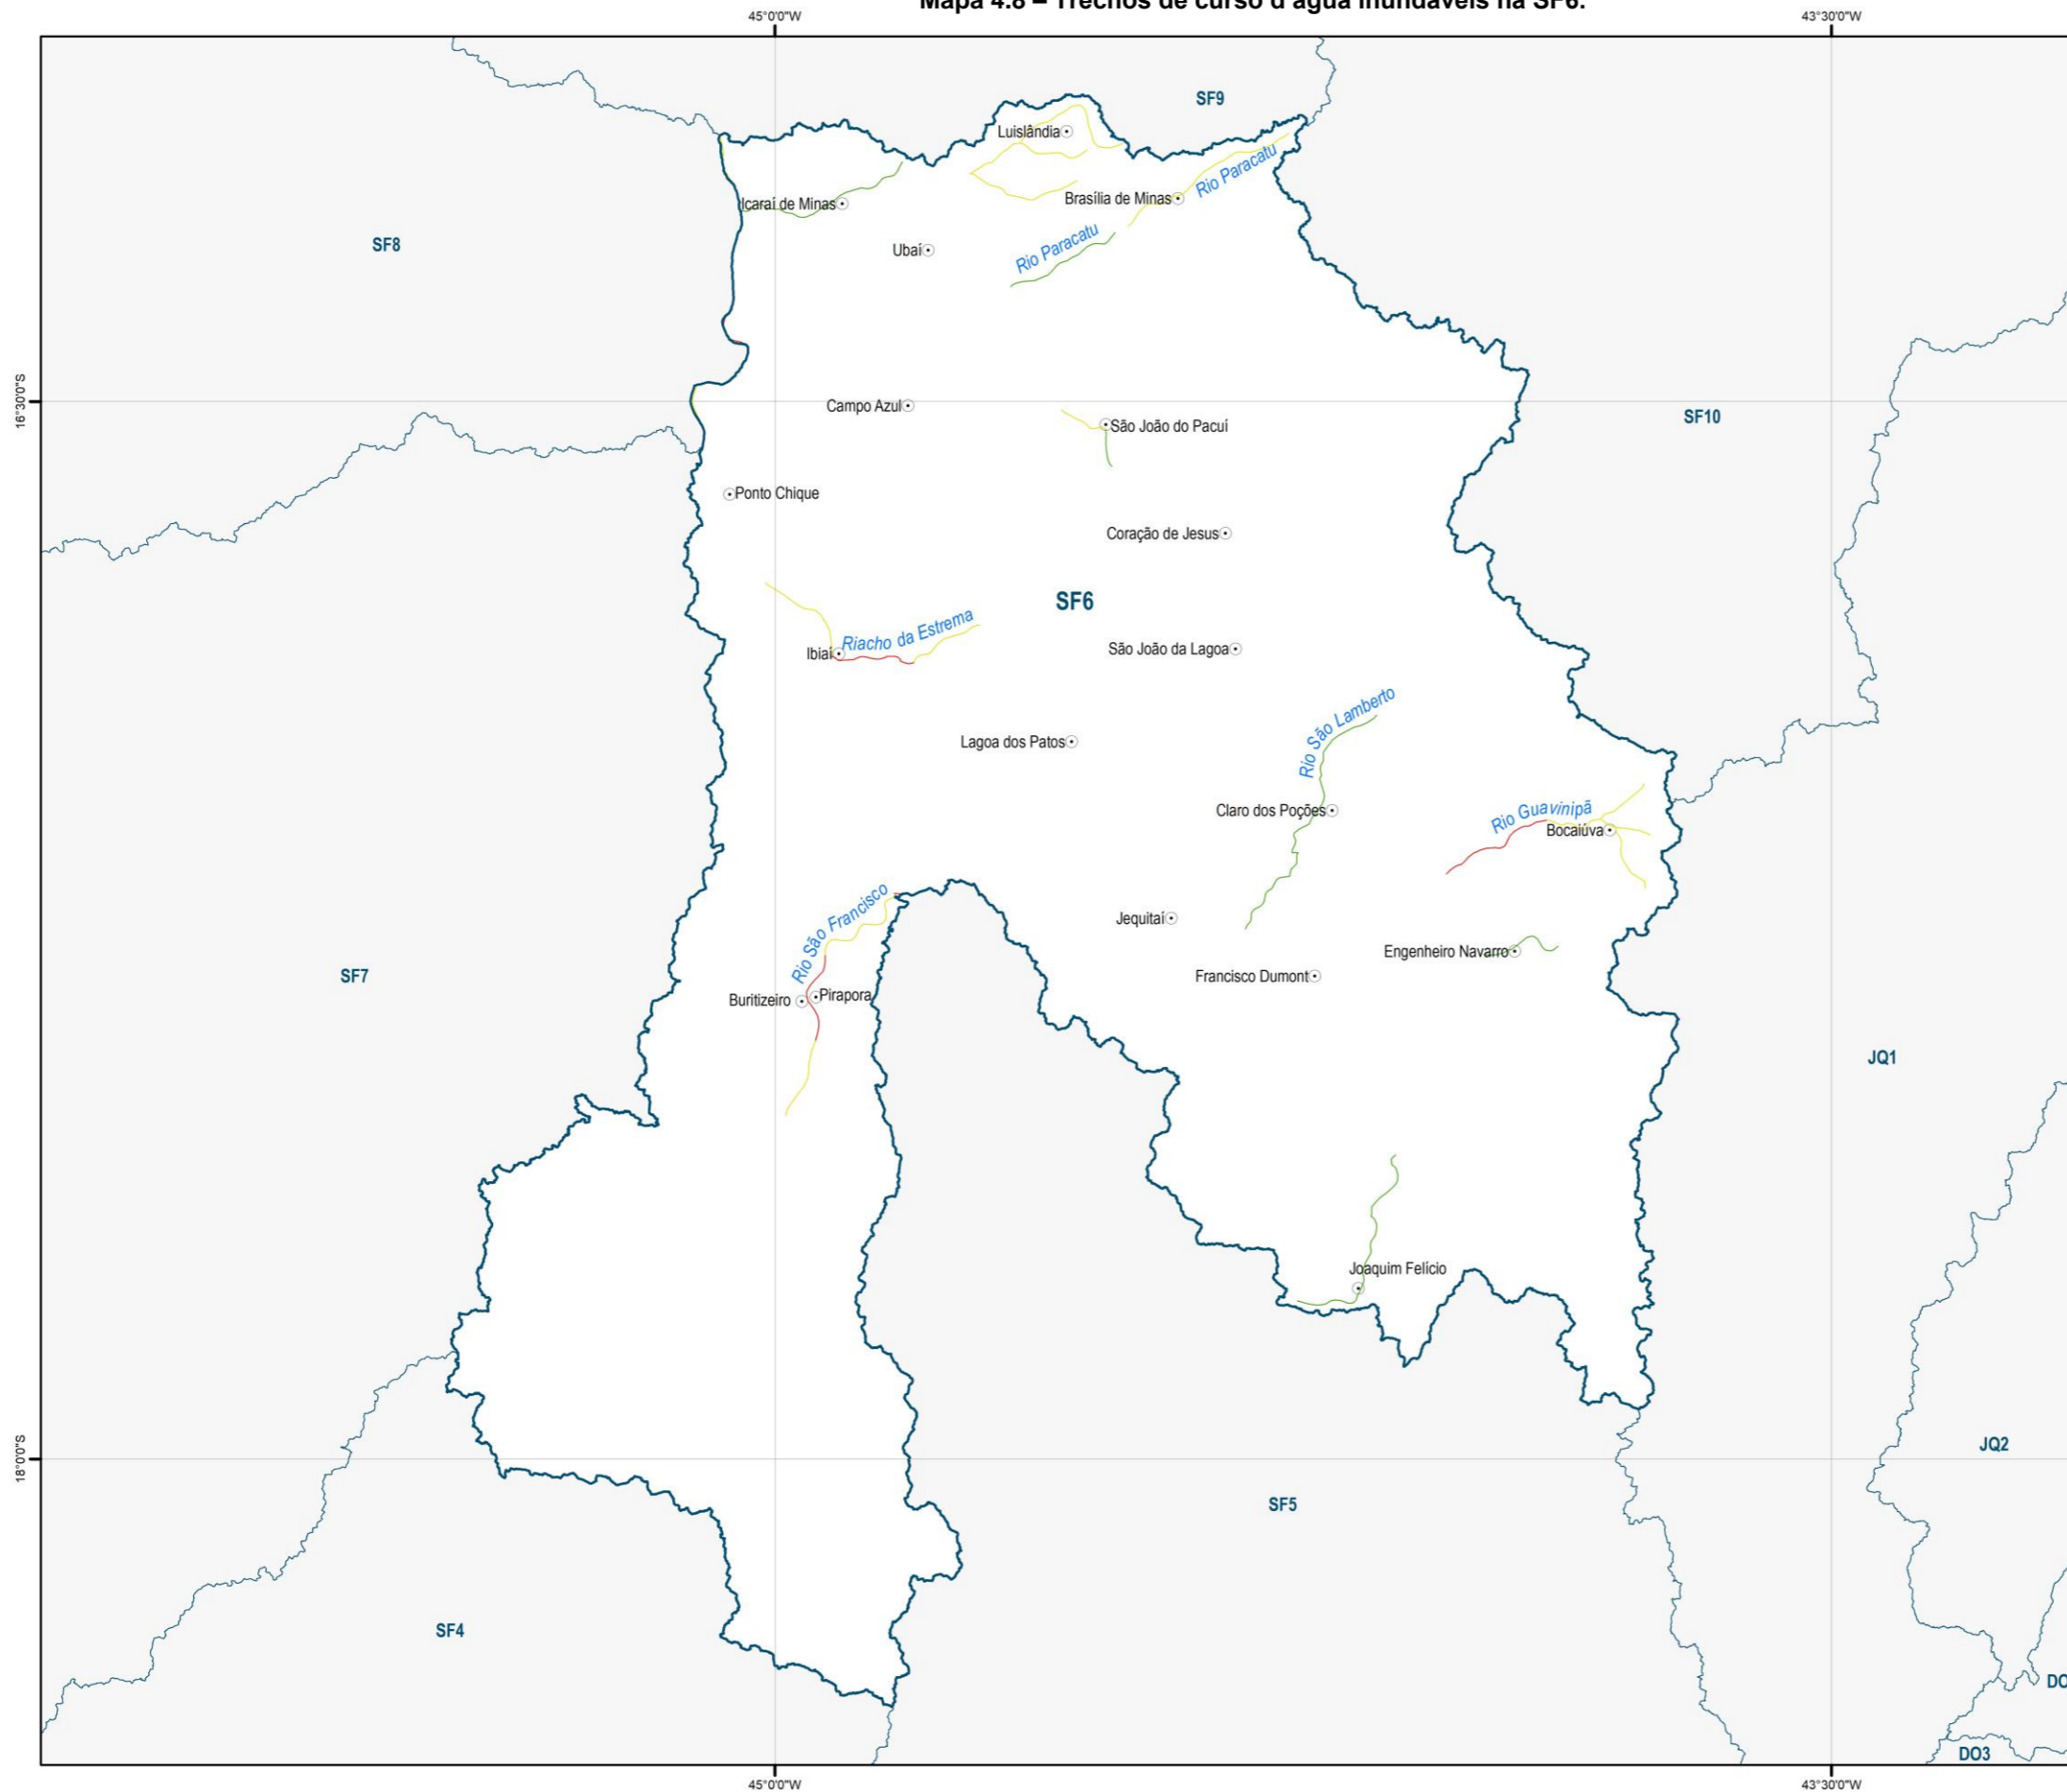 Mapa 4.8 – Trechos de curso d'água inundáveis na SF6.
45°0'0"W
43°30'0"W
SF9
Luislândia
Rio Paracatu
Icaraí de Minas
Brasília de Minas
SF8
Ubaí
Rio Paracatu
16°30'0"S
Campo Azul
São João do Pacuí
SF10
Ponto Chique
Coração de Jesus
SF6
Riacho da Estrema
Ibiaí
São João da Lagoa
Rio São Lamberto
Lagoa dos Patos
Claro dos Poções
Rio Guavinipã
Bocaiúva
Rio São Francisco
Jequitaí
Engenheiro Navarro
SF7
Francisco Dumont
Buritizeiro
Pirapora
JQ1
Joaquim Felício
18°0'0"S
JQ2
SF5
SF4
DO
DO3
45°0'0"W
43°30'0"W